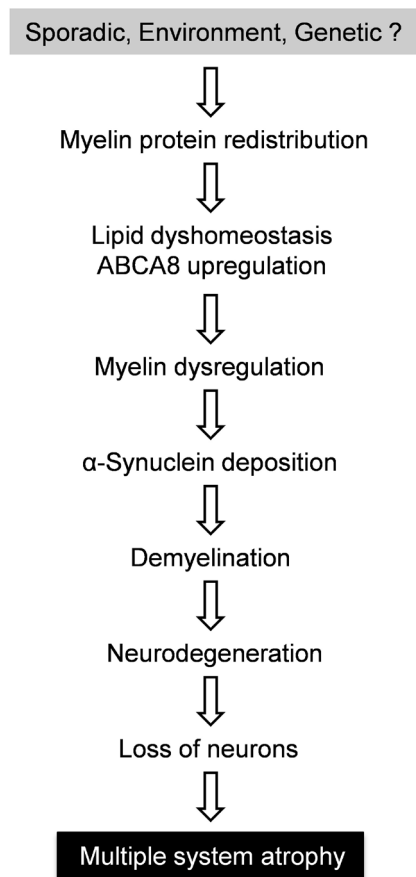 Sporadic, Environment, Genetic ?
Myelin protein redistribution
Lipid dyshomeostasis
ABCA8 upregulation
Myelin dysregulation
α-Synuclein deposition
Demyelination
Neurodegeneration
Loss of neurons
Multiple system atrophy